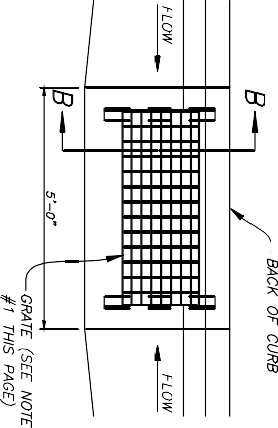 FLOW
B
B
5'-0"
BACK OF CURB
GRATE (SEE NOTE
#1 THIS PAGE)
FLOW